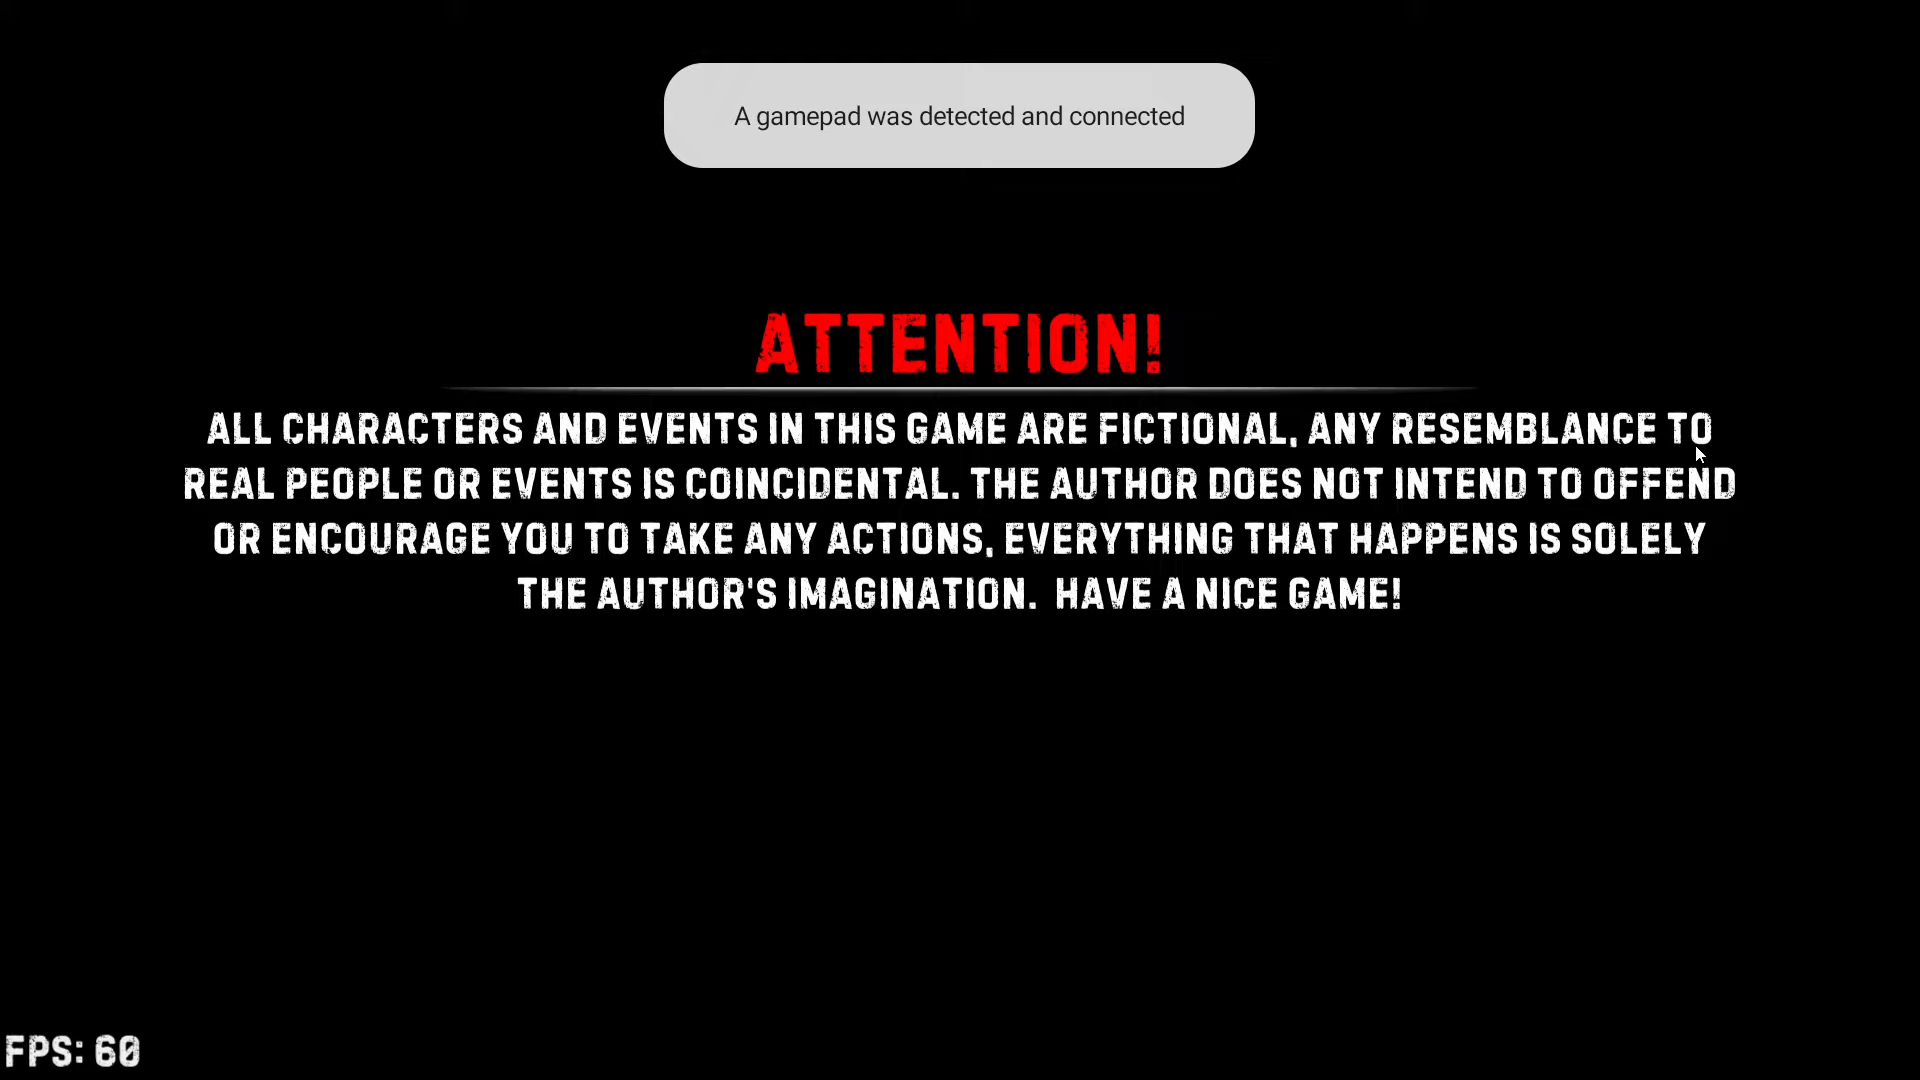 A gamepad was detected and connected
ATTENTION!
ALL CHARACTERS AND EVENTS IN THIS GAME ARE FICTIONAL, ANY RESEMBLANCE TO
REAL PEOPLE OR EVENTS IS COINCIDENTAL. THE AUTHOR DOES NOT INTEND TO OFFEND
OR ENCOURAGE YOU TO TAKE ANY ACTIONS, EVERYTHING THAT HAPPENS IS SOLELY
THE AUTHOR'S IMAGINATION.  HAVE A NICE GAME!
FPS: 60